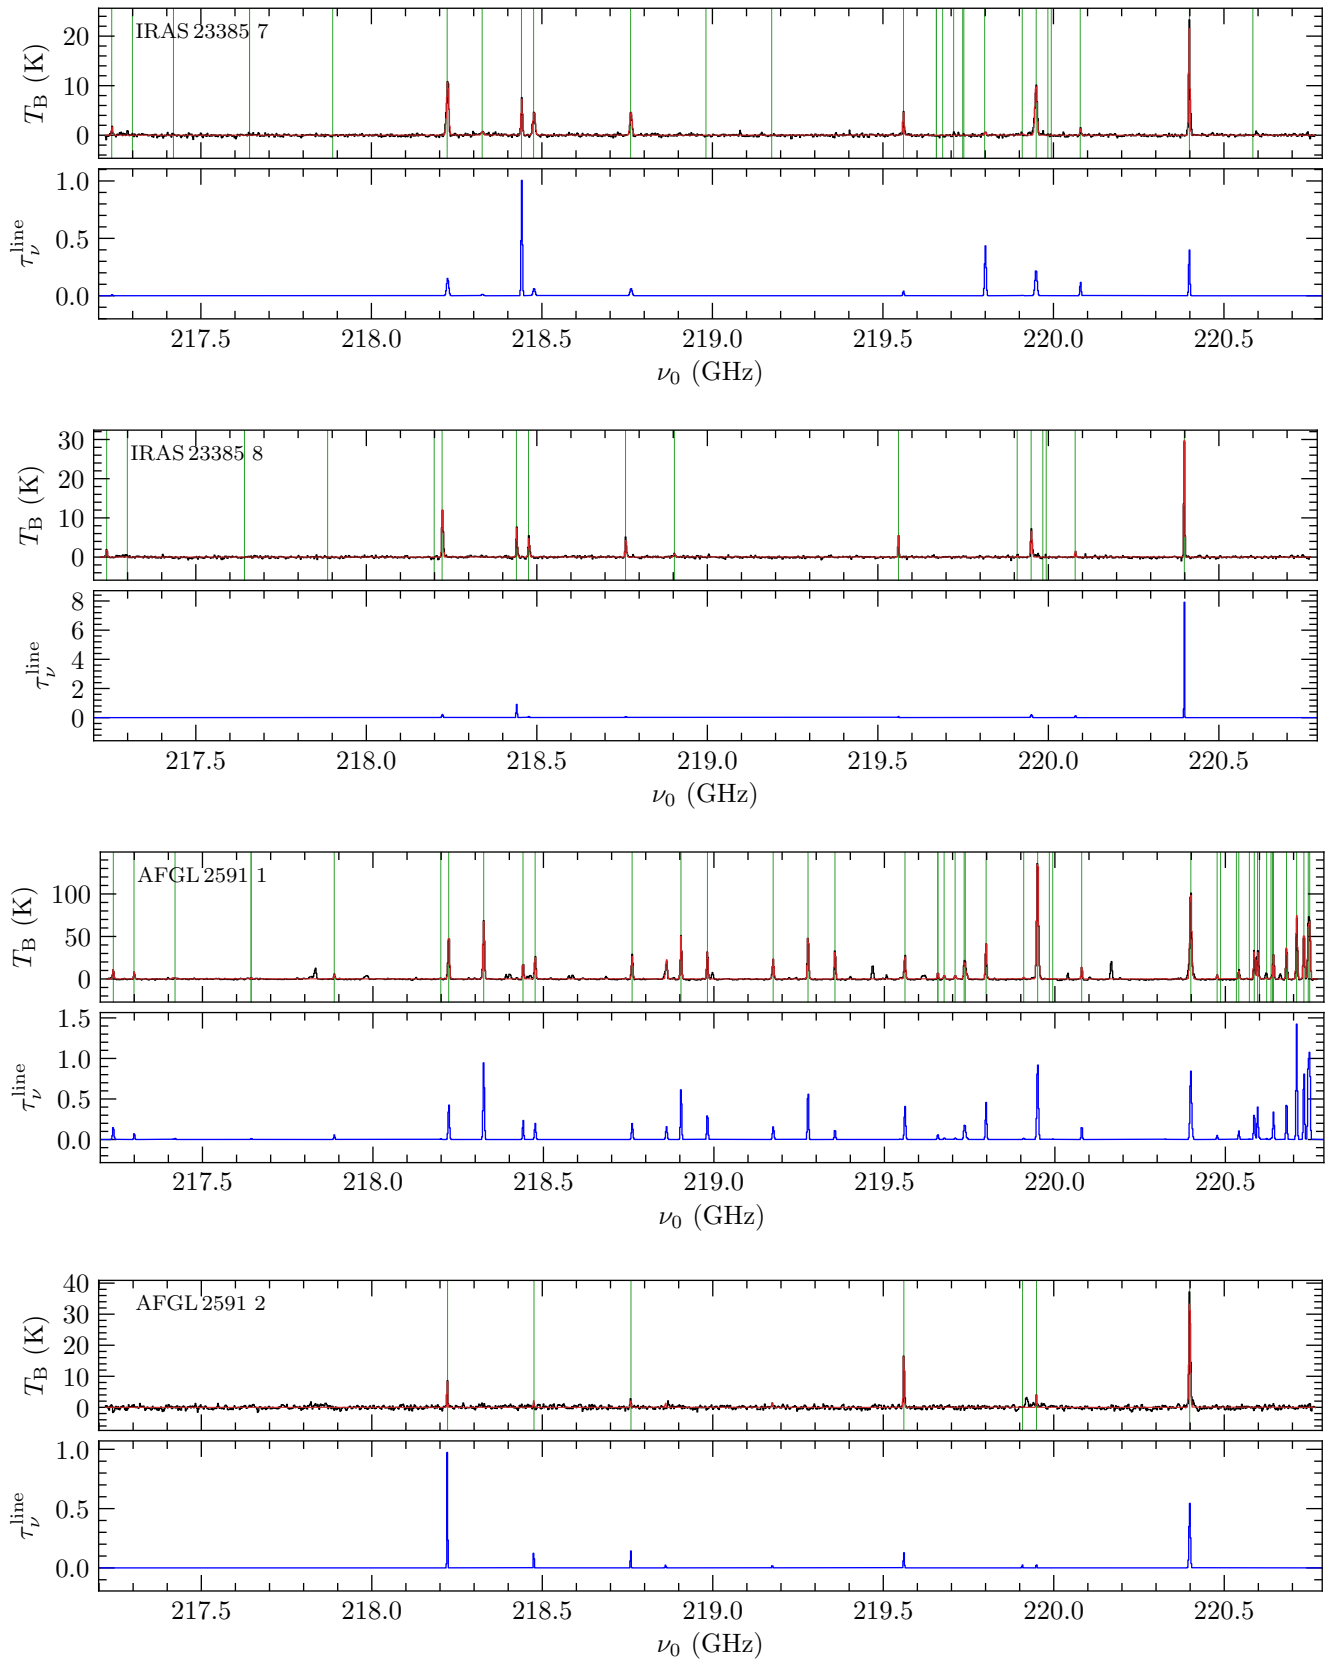 IRAS 23385 7
T_B (K)
20
10
0
τ_ν^line
1.0
0.5
0.0
217.5 218.0 218.5 219.0 219.5 220.0 220.5
ν_0 (GHz)
IRAS 23385 8
T_B (K)
30
20
10
0
τ_ν^line
8
6
4
2
0
217.5 218.0 218.5 219.0 219.5 220.0 220.5
ν_0 (GHz)
AFGL 2591 1
T_B (K)
100
50
0
τ_ν^line
1.5
1.0
0.5
0.0
217.5 218.0 218.5 219.0 219.5 220.0 220.5
ν_0 (GHz)
AFGL 2591 2
T_B (K)
40
30
20
10
0
τ_ν^line
1.0
0.5
0.0
217.5 218.0 218.5 219.0 219.5 220.0 220.5
ν_0 (GHz)